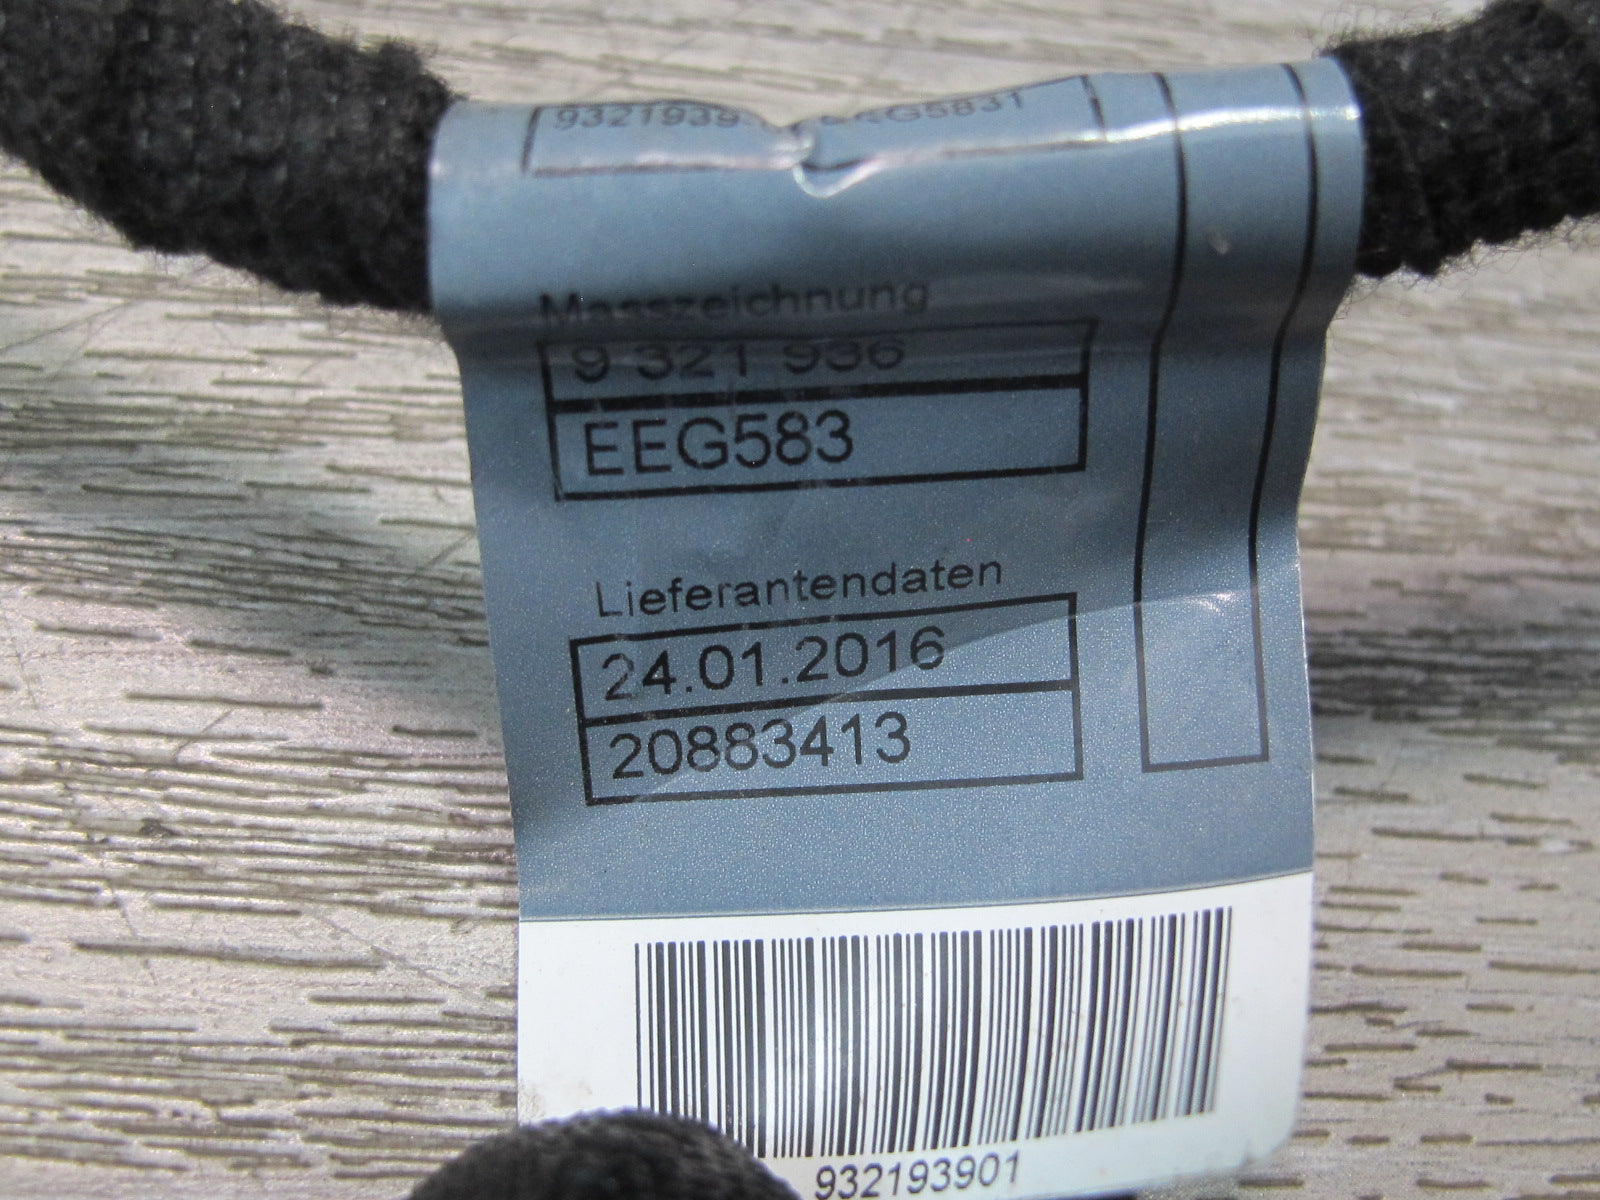 Masszeichnung
9 321 936
EEG583
Lieferantendaten
24.01.2016
20883413
932193901